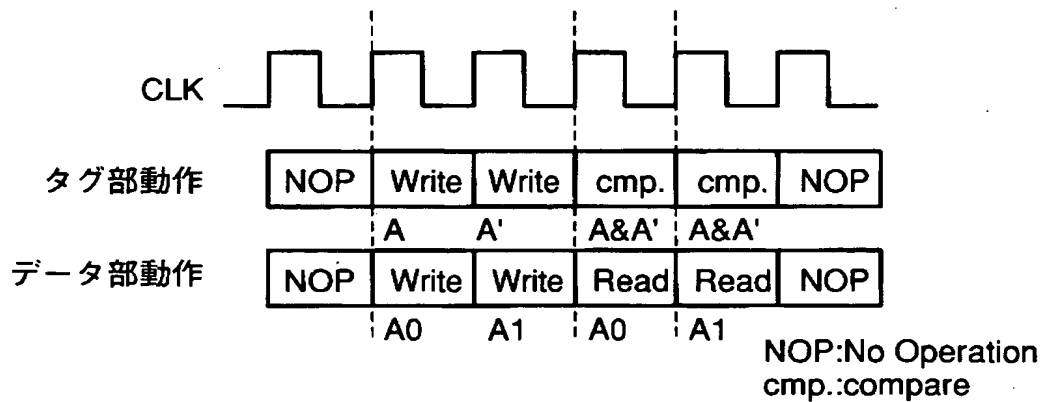 CLK
タグ部動作 NOP Write Write cmp. cmp. NOP
A A' A&A' A&A'
データ部動作 NOP Write Write Read Read NOP
A0 A1 A0 A1
NOP:No Operation
cmp.:compare